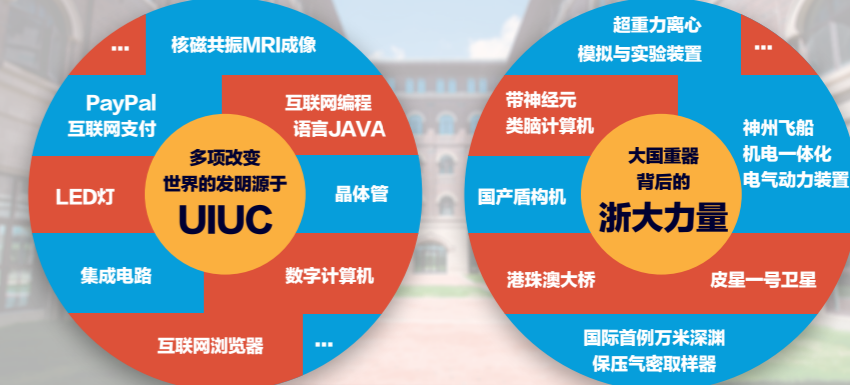 ...
核磁共振MRI成像
PayPal
互联网支付
互联网编程
语言JAVA
多项改变
世界的发明源于
UIUC
LED灯
晶体管
集成电路
数字计算机
互联网浏览器
...
超重力离心
模拟与实验装置
...
带神经元
类脑计算机
神州飞船
机电一体化
电气动力装置
大国重器
背后的
浙大力量
国产盾构机
港珠澳大桥
皮星一号卫星
国际首例万米深渊
保压气密取样器